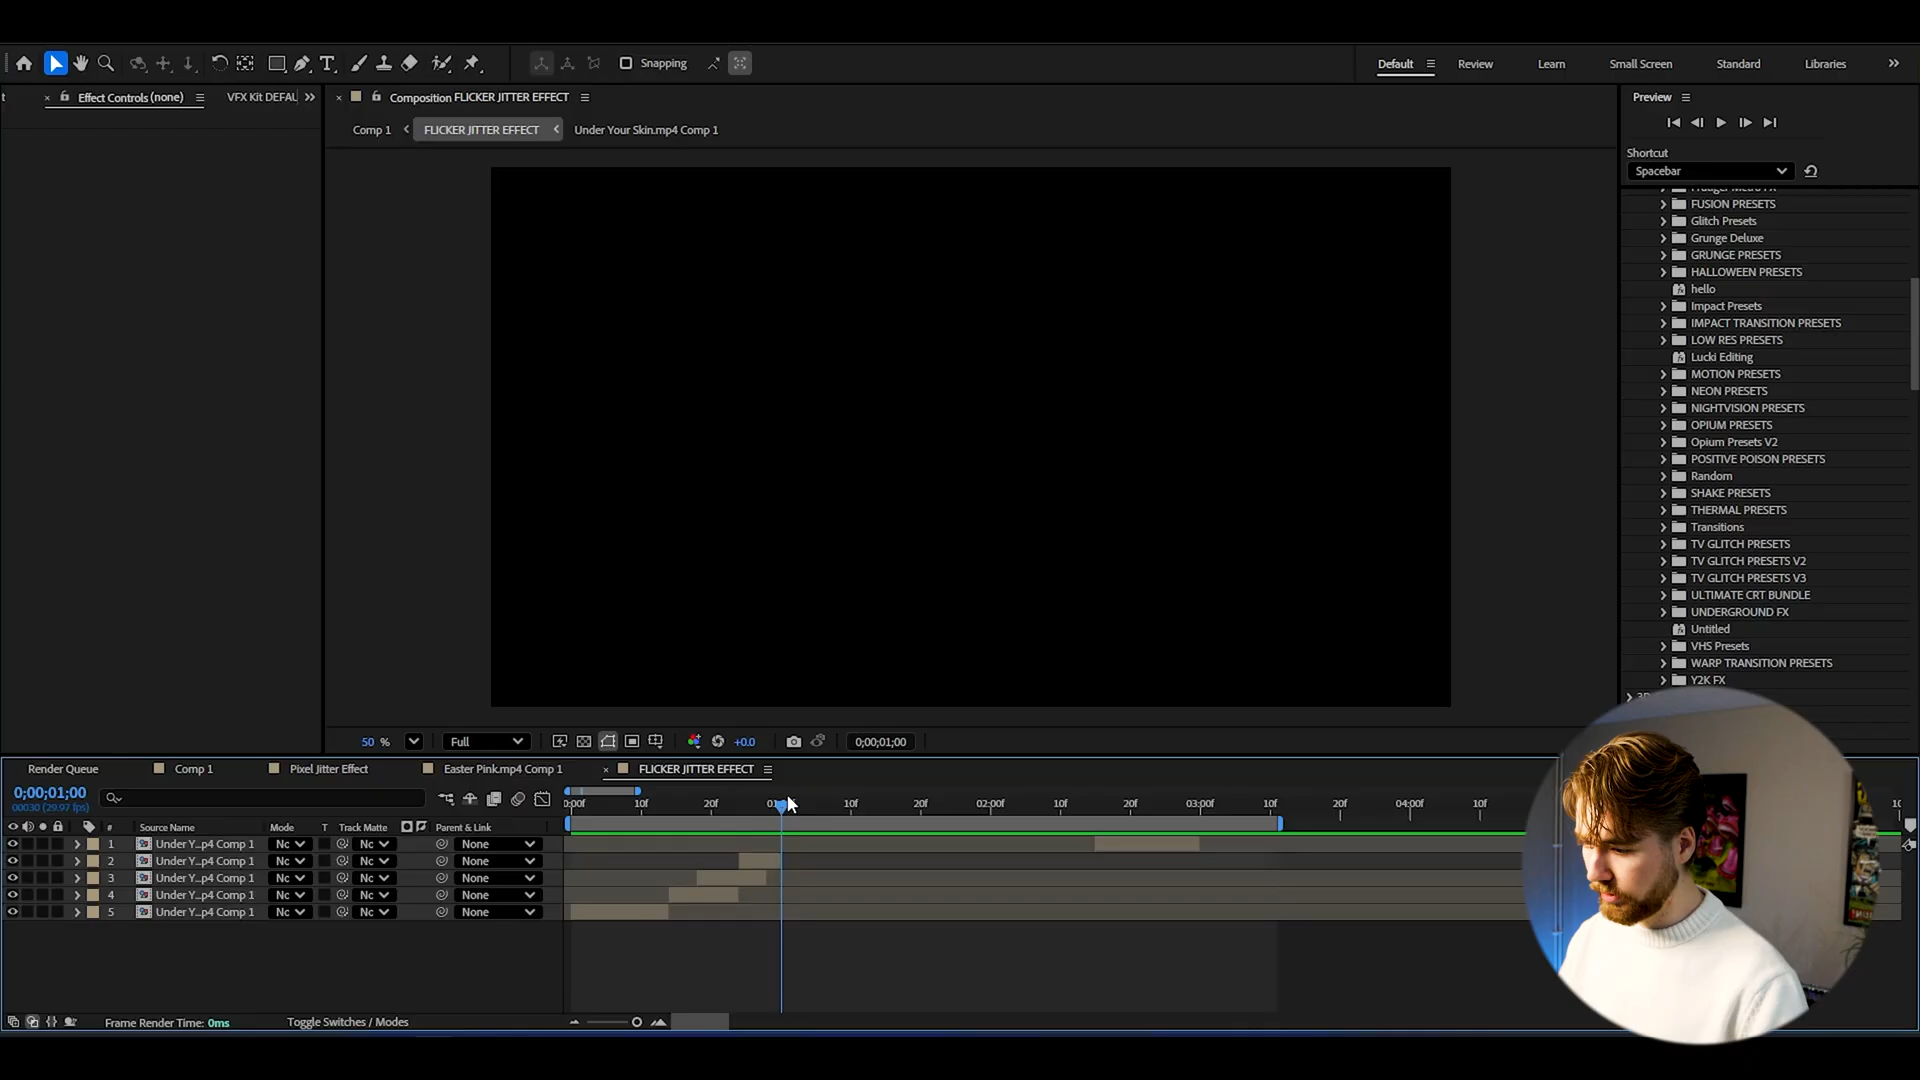 Snapping
Default
Review
Learn
Small Screen
Standard
Libraries
Effect Controls (none)
VFX Kit DEFAU
Composition FLICKER JITTER EFFECT
Comp 1
FLICKER JITTER EFFECT
Under Your Skin.mp4 Comp 1
Preview
Shortcut
Spacebar
FUSION PRESETS
Glitch Presets
Grunge Deluxe
GRUNGE PRESETS
HALLOWEEN PRESETS
hello
Impact Presets
IMPACT TRANSITION PRESETS
LOW RES PRESETS
Lucki Editing
MOTION PRESETS
NEON PRESETS
NIGHTVISION PRESETS
OPIUM PRESETS
Opium Presets V2
POSITIVE POISON PRESETS
Random
SHAKE PRESETS
THERMAL PRESETS
Transitions
TV GLITCH PRESETS
TV GLITCH PRESETS V2
TV GLITCH PRESETS V3
ULTIMATE CRT BUNDLE
UNDERGROUND FX
Untitled
VHS Presets
WARP TRANSITION PRESETS
Y2K FX
50 %
Full
+0.0
0;00;01;00
Render Queue
Comp 1
Pixel Jitter Effect
Easter Pink.mp4 Comp 1
FLICKER JITTER EFFECT
0;00;01;00
00030 (29.97 fps)
0:00f 10f 20f 10f 20f 02:00f 10f 20f 03:00f 10f 20f 04:00f 10f
# Source Name Mode T Track Matte Parent & Link
1 Under Y...p4 Comp 1 Nc Nc None
2 Under Y...p4 Comp 1 Nc Nc None
3 Under Y...p4 Comp 1 Nc Nc None
4 Under Y...p4 Comp 1 Nc Nc None
5 Under Y...p4 Comp 1 Nc Nc None
Frame Render Time: 0ms
Toggle Switches / Modes